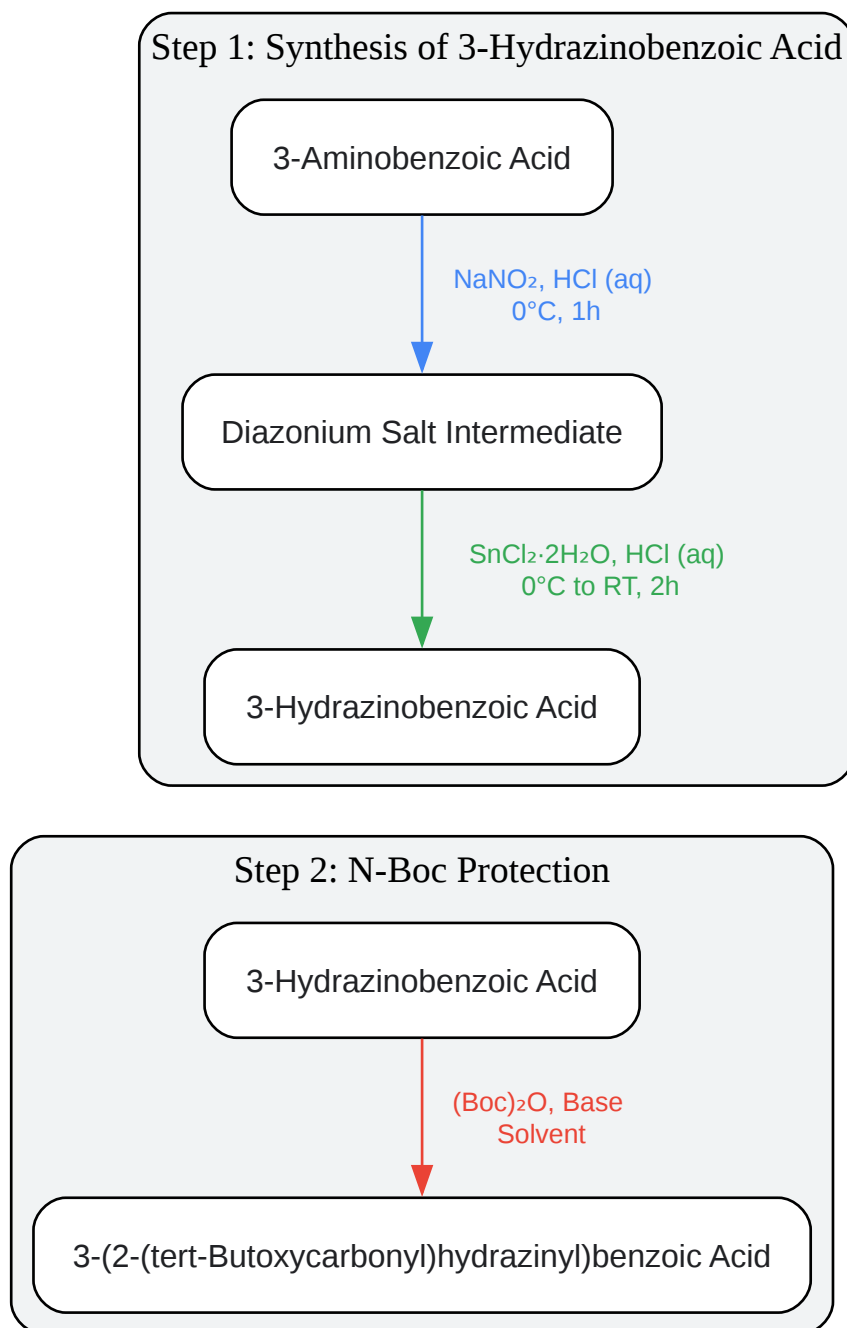 Step 1: Synthesis of 3-Hydrazinobenzoic Acid
3-Aminobenzoic Acid
NaNO₂, HCl (aq)
0°C, 1h
Diazonium Salt Intermediate
SnCl₂·2H₂O, HCl (aq)
0°C to RT, 2h
3-Hydrazinobenzoic Acid
Step 2: N-Boc Protection
3-Hydrazinobenzoic Acid
(Boc)₂O, Base
Solvent
3-(2-(tert-Butoxycarbonyl)hydrazinyl)benzoic Acid